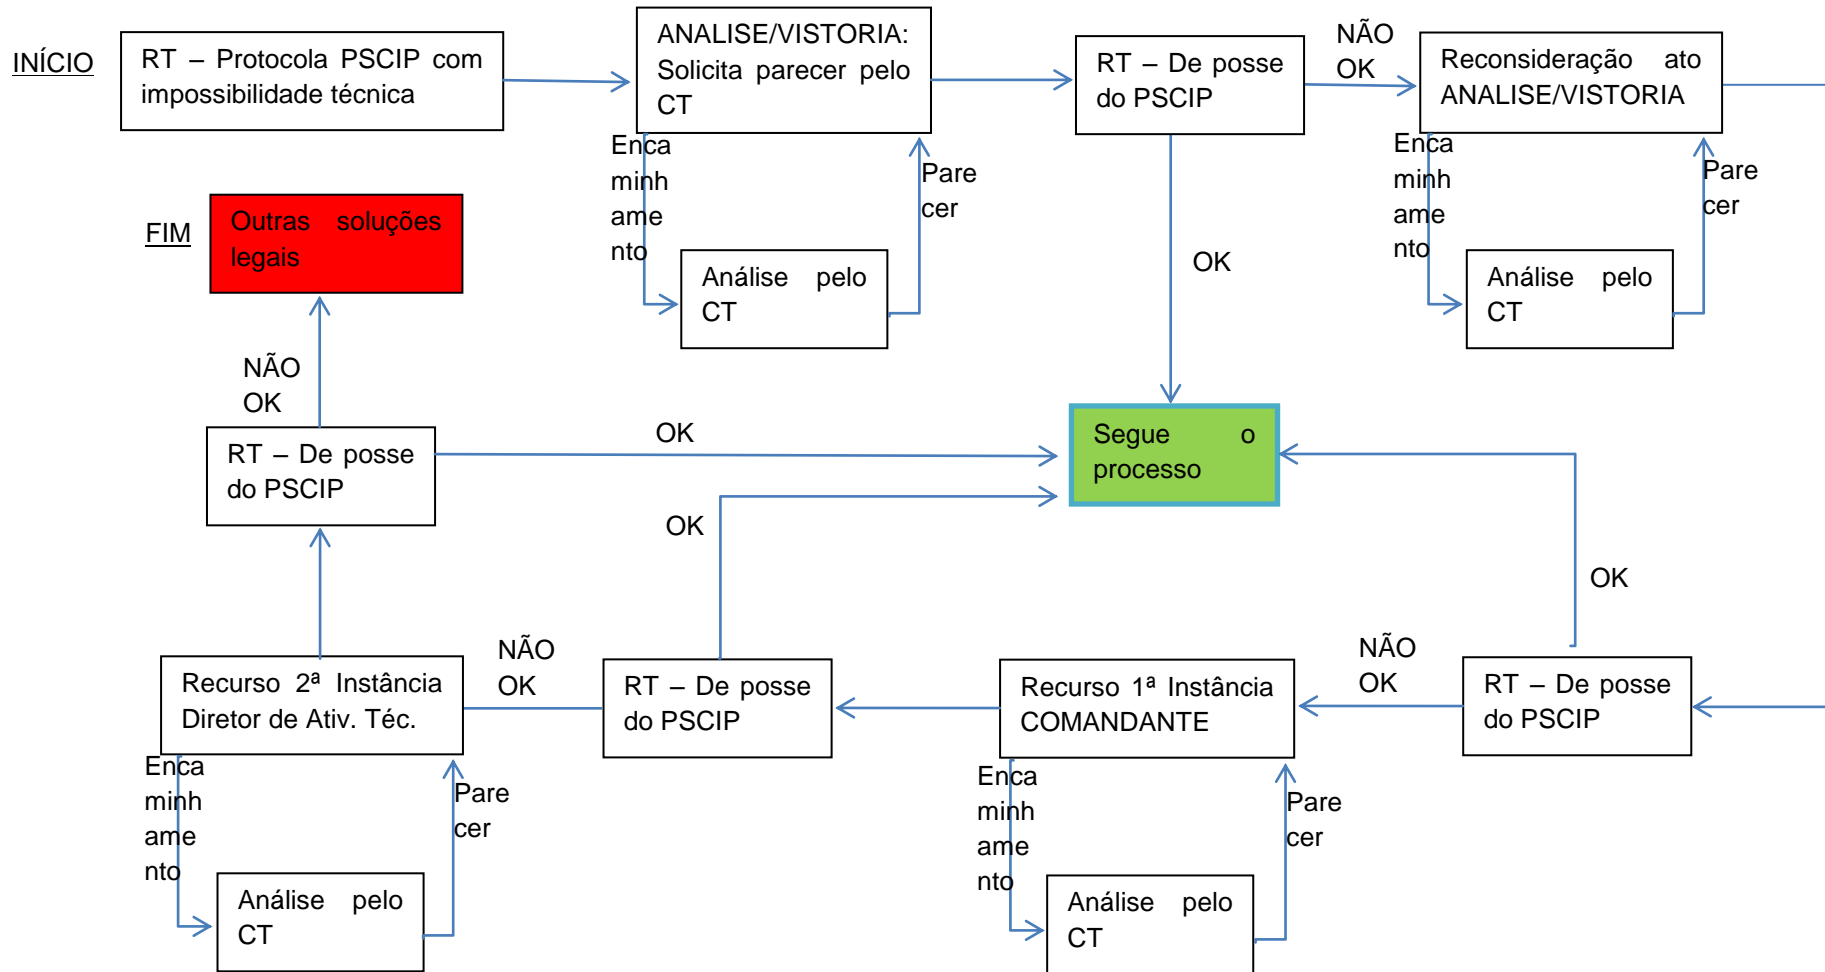 INÍCIO
RT – Protocola PSCIP com
impossibilidade técnica
ANALISE/VISTORIA:
Solicita parecer pelo
CT
RT – De posse
do PSCIP
NÃO
OK
Reconsideração ato
ANALISE/VISTORIA
Enca
minh
ame
nto
Pare
cer
Análise pelo
CT
OK
Enca
minh
ame
nto
Pare
cer
Análise pelo
CT
FIM
Outras soluções
legais
NÃO
OK
RT – De posse
do PSCIP
OK
Segue o
processo
OK
OK
Recurso 2ª Instância
Diretor de Ativ. Téc.
NÃO
OK
RT – De posse
do PSCIP
Recurso 1ª Instância
COMANDANTE
NÃO
OK
RT – De posse
do PSCIP
Enca
minh
ame
nto
Pare
cer
Análise pelo
CT
Enca
minh
ame
nto
Pare
cer
Análise pelo
CT